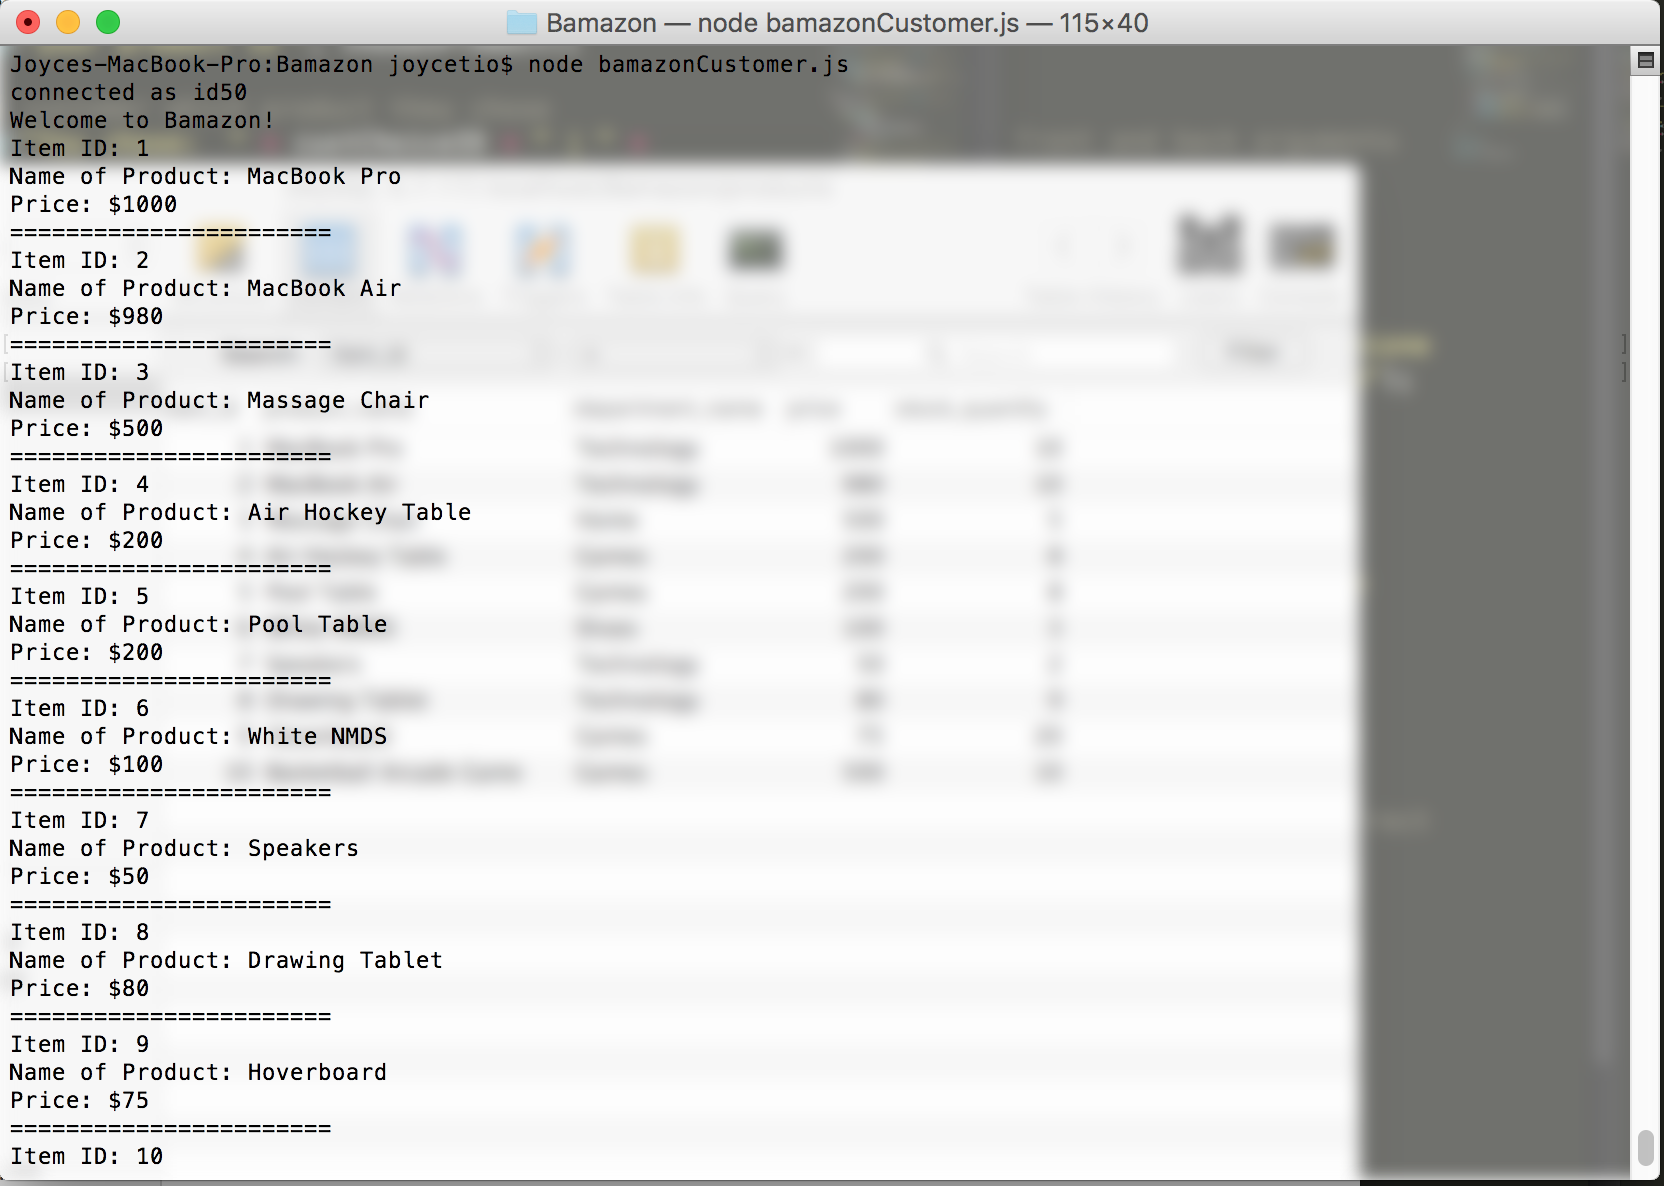 Bamazon — node bamazonCustomer.js — 115×40
Joyces-MacBook-Pro:Bamazon joycetio$ node bamazonCustomer.js
connected as id50
Welcome to Bamazon!
Item ID: 1
Name of Product: MacBook Pro
Price: $1000
=======================
Item ID: 2
Name of Product: MacBook Air
Price: $980
=======================
Item ID: 3
Name of Product: Massage Chair
Price: $500
=======================
Item ID: 4
Name of Product: Air Hockey Table
Price: $200
=======================
Item ID: 5
Name of Product: Pool Table
Price: $200
=======================
Item ID: 6
Name of Product: White NMDS
Price: $100
=======================
Item ID: 7
Name of Product: Speakers
Price: $50
=======================
Item ID: 8
Name of Product: Drawing Tablet
Price: $80
=======================
Item ID: 9
Name of Product: Hoverboard
Price: $75
=======================
Item ID: 10